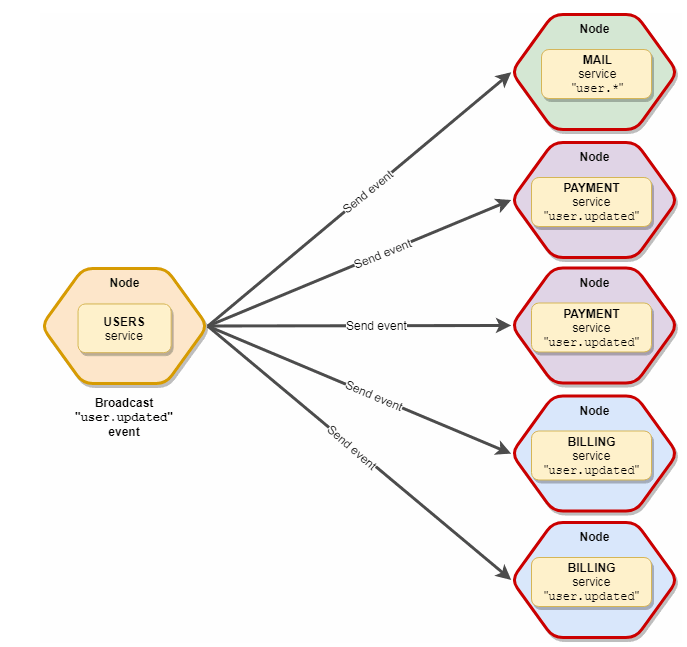 Node
MAIL
service
"user.*"
Send event
Node
PAYMENT
service
"user.updated"
Send event
Node
USERS
service
Broadcast
"user.updated"
event
Send event
Node
PAYMENT
service
"user.updated"
Send event
Node
BILLING
service
"user.updated"
Send event
Node
BILLING
service
"user.updated"